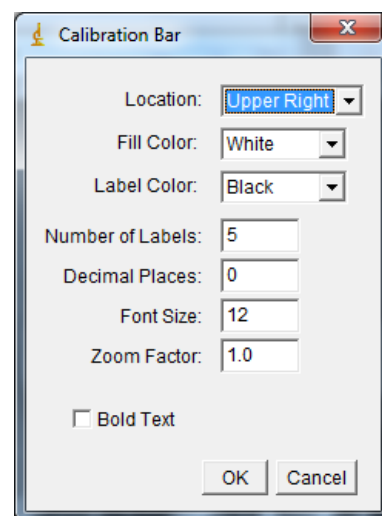 Calibration Bar
Location: Upper Right
Fill Color: White
Label Color: Black
Number of Labels: 5
Decimal Places: 0
Font Size: 12
Zoom Factor: 1.0
Bold Text
OK Cancel